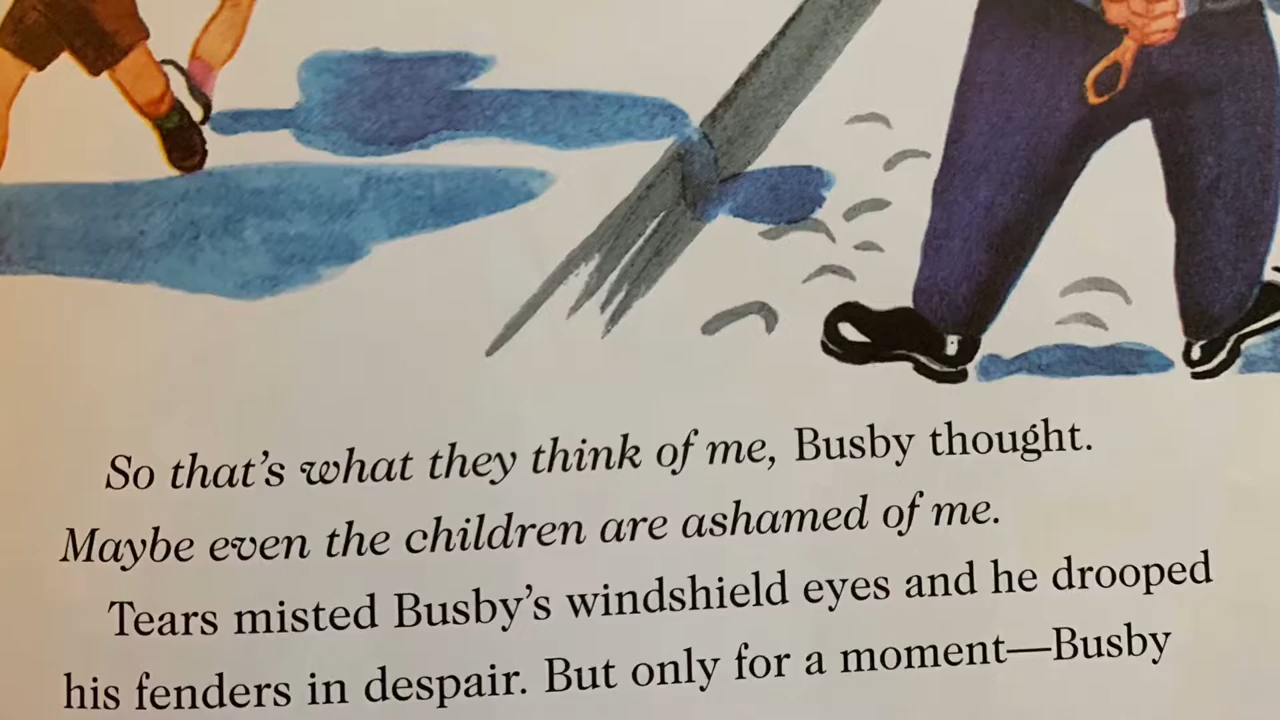 So that’s what they think of me, Busby thought.
Maybe even the children are ashamed of me.
Tears misted Busby’s windshield eyes and he drooped
his fenders in despair. But only for a moment—Busby